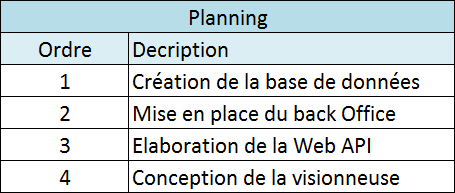 Planning
Ordre Decription
1 Création de la base de données
2 Mise en place du back Office
3 Elaboration de la Web API
4 Conception de la visionneuse